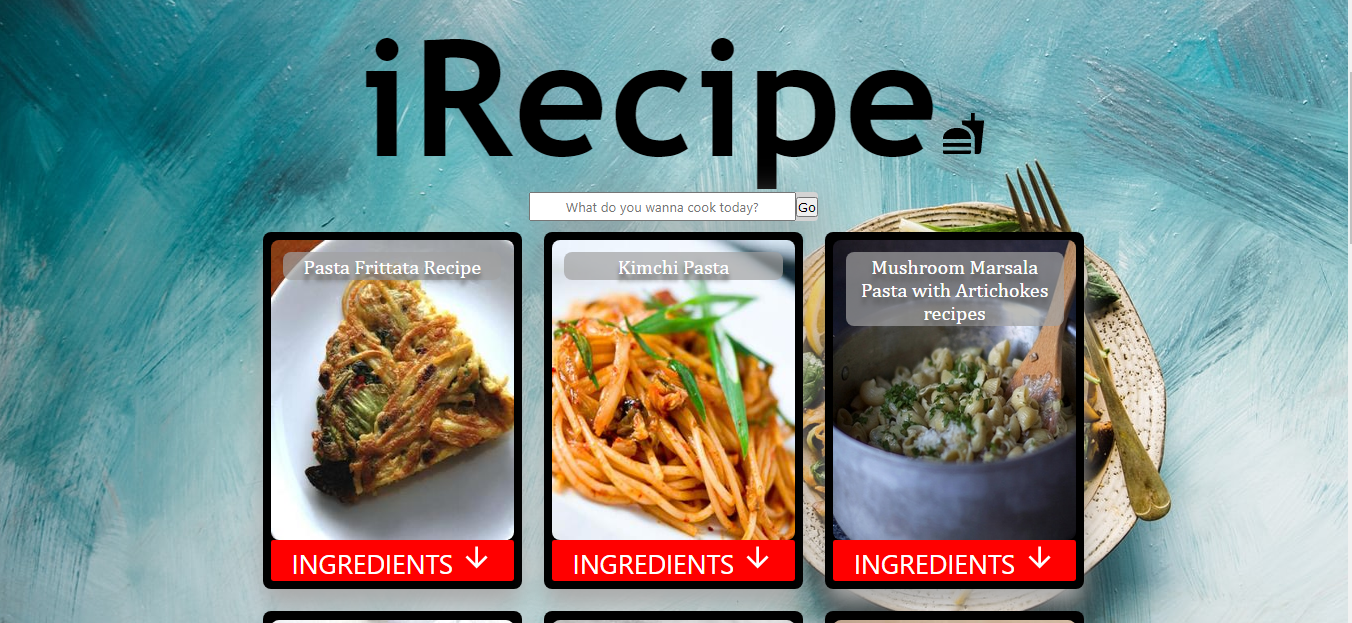 iRecipe
What do you wanna cook today? Go
Pasta Frittata Recipe
Kimchi Pasta
Mushroom Marsala
Pasta with Artichokes
recipes
INGREDIENTS
INGREDIENTS
INGREDIENTS